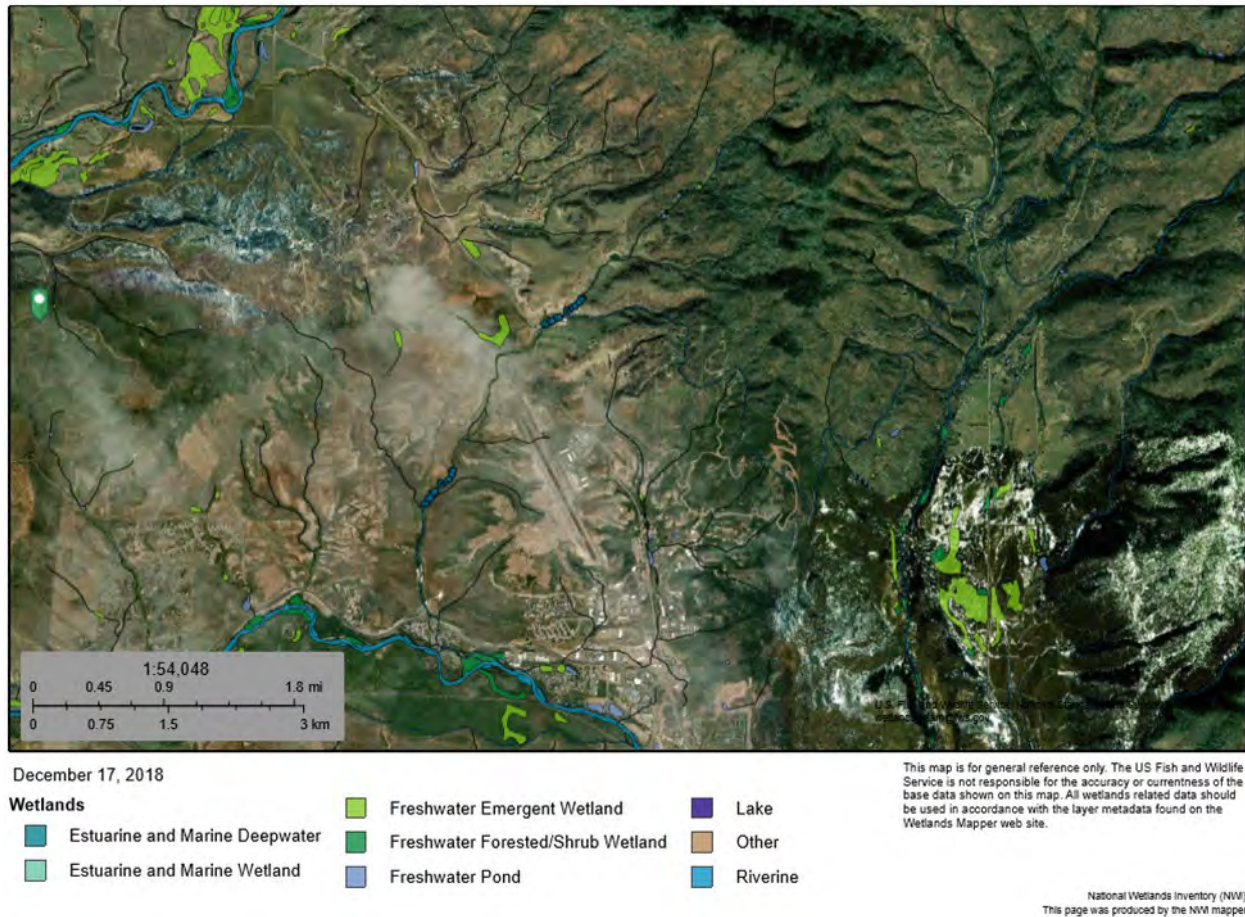 1:54,048
0 0.45 0.9 1.8 mi
0 0.75 1.5 3 km
December 17, 2018
Wetlands
Estuarine and Marine Deepwater
Estuarine and Marine Wetland
Freshwater Emergent Wetland
Freshwater Forested/Shrub Wetland
Freshwater Pond
Lake
Other
Riverine
This map is for general reference only. The US Fish and Wildlife
Service is not responsible for the accuracy or currentness of the
base data shown on this map. All wetlands related data should
be used in accordance with the layer metadata found on the
Wetlands Mapper web site.
National Wetlands Inventory (NWI)
This page was produced by the NWI mapper